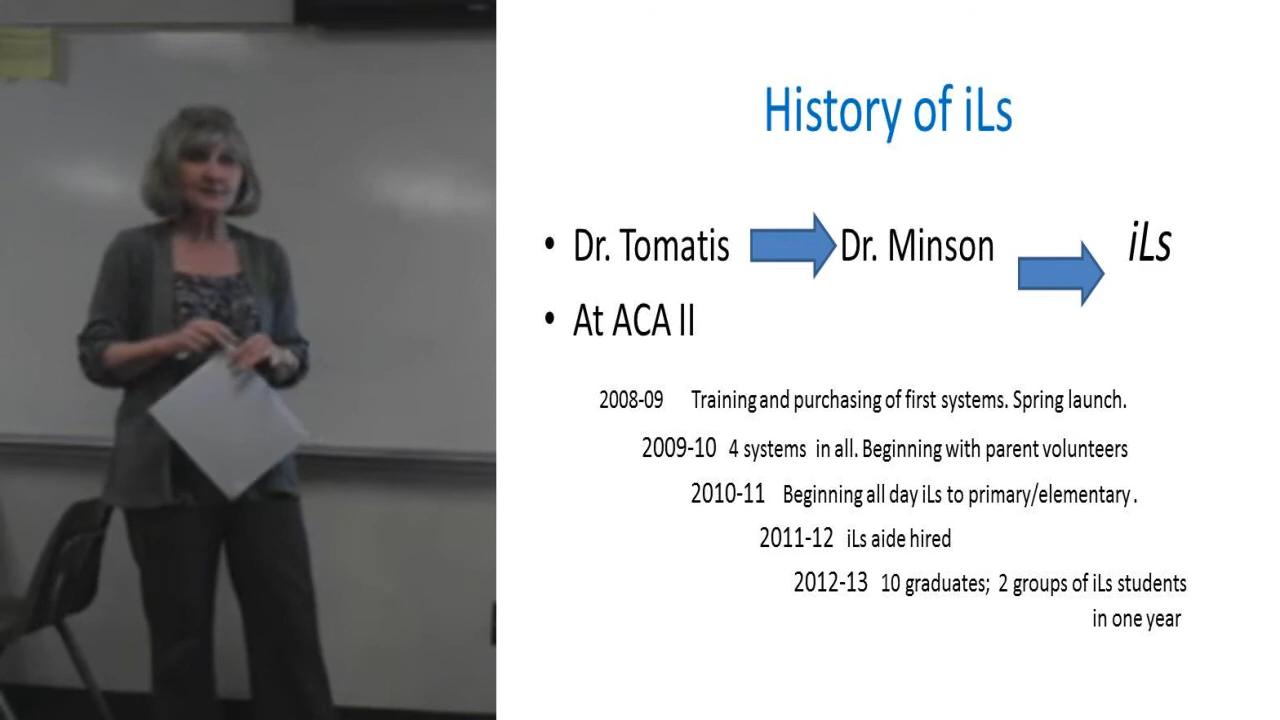 History of iLs
• Dr. Tomatis Dr. Minson iLs
• At ACA II
2008-09 Training and purchasing of first systems. Spring launch.
2009-10 4 systems in all. Beginning with parent volunteers
2010-11 Beginning all day iLs to primary/elementary.
2011-12 iLs aide hired
2012-13 10 graduates; 2 groups of iLs students
in one year